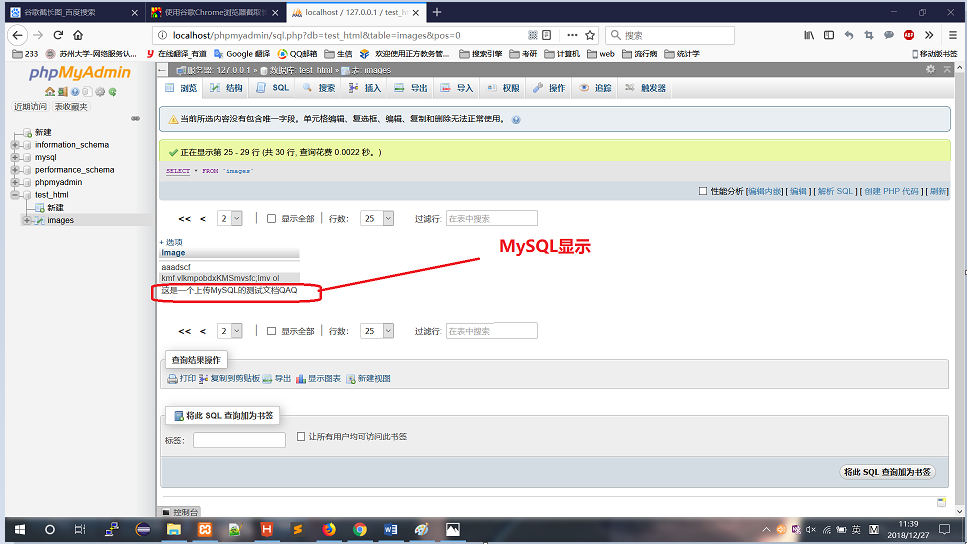 谷歌截长图_百度搜索
使用谷歌Chrome浏览器截取整
localhost / 127.0.0.1 / test_h
localhost/phpmyadmin/sql.php?db=test_html&table=images&pos=0
搜索
233
苏州大学-网络服务认...
在线翻译_有道
Google 翻译
QQ邮箱
生信
欢迎使用正方教务管...
搜索引擎
考研
计算机
web
流行病
统计学
移动版书签
phpMyAdmin
近期访问 表收藏夹
新建
information_schema
mysql
performance_schema
phpmyadmin
test_html
新建
images
服务器: 127.0.0.1 » 数据库: test_html » 表: images
浏览 结构 SQL 搜索 插入 导出 导入 权限 操作 追踪 触发器
当前所选内容没有包含唯一字段。单元格编辑、复选框、编辑、复制和删除无法正常使用。
正在显示第 25 - 29 行 (共 30 行, 查询花费 0.0022 秒。)
SELECT * FROM `images`
性能分析 [编辑内嵌] [ 编辑 ] [ 解析 SQL ] [ 创建 PHP 代码 ] [ 刷新]
<< < 2 | 显示全部 | 行数: 25 过滤行: 在表中搜索
+ 选项
Image
aaadscf
kmf vlkmpobdxKMSmvsfc;lmv ol
这是一个上传MySQL的测试文档QAQ
MySQL显示
<< < 2 | 显示全部 | 行数: 25 过滤行: 在表中搜索
查询结果操作
打印 复制到剪贴板 导出 显示图表 新建视图
将此 SQL 查询加为书签
标签: 让所有用户均可访问此书签
将此 SQL 查询加为书签
控制台
英
11:39
2018/12/27